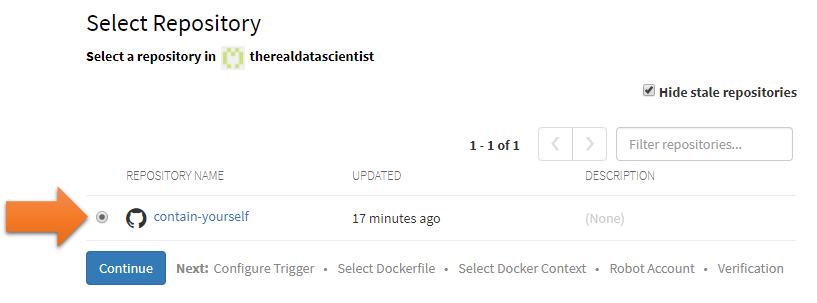 Select Repository
Select a repository in therealdatascientist
Hide stale repositories
1 - 1 of 1 Filter repositories...
REPOSITORY NAME UPDATED DESCRIPTION
contain-yourself 17 minutes ago (None)
Continue Next: Configure Trigger • Select Dockerfile • Select Docker Context • Robot Account • Verification